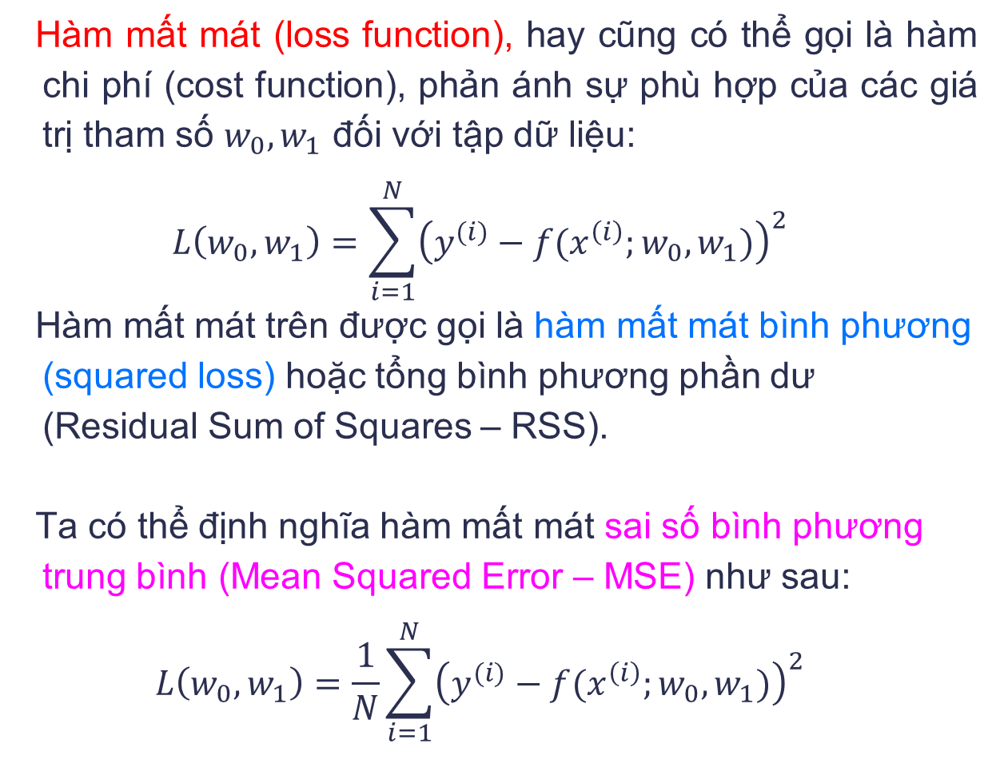 Hàm mất mát (loss function), hay cũng có thể gọi là hàm
chi phí (cost function), phản ánh sự phù hợp của các giá
trị tham số $w_0, w_1$ đối với tập dữ liệu:
$L(w_0, w_1) = \sum_{i=1}^{N} \left( y^{(i)} - f(x^{(i)}; w_0, w_1) \right)^2$
Hàm mất mát trên được gọi là hàm mất mát bình phương
(squared loss) hoặc tổng bình phương phần dư
(Residual Sum of Squares – RSS).
Ta có thể định nghĩa hàm mất mát sai số bình phương
trung bình (Mean Squared Error – MSE) như sau:
$L(w_0, w_1) = \frac{1}{N} \sum_{i=1}^{N} \left( y^{(i)} - f(x^{(i)}; w_0, w_1) \right)^2$